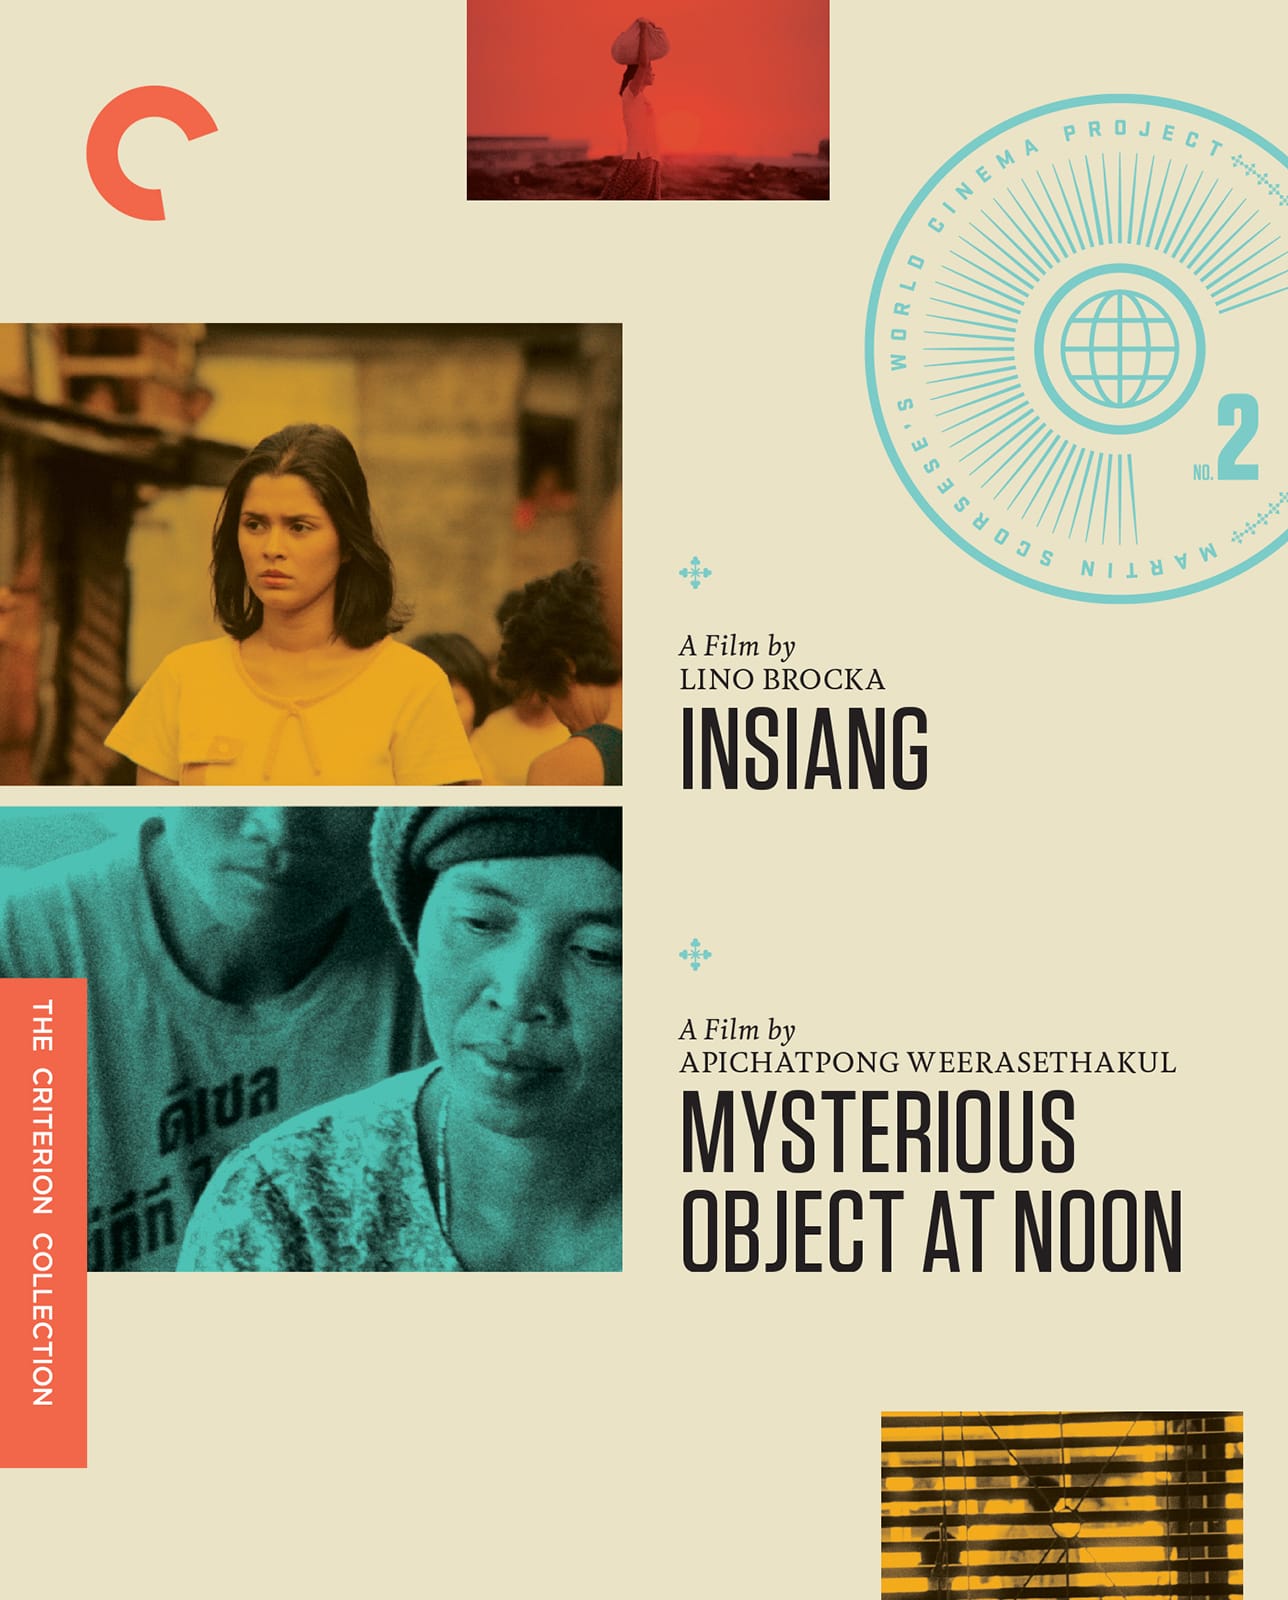 MARTIN SCORSESE'S WORLD CINEMA PROJECT
NO. 2
A Film by
LINO BROCKA
INSIANG
A Film by
APICHATPONG WEERASETHAKUL
MYSTERIOUS
OBJECT AT NOON
ดีเซล
THE CRITERION COLLECTION